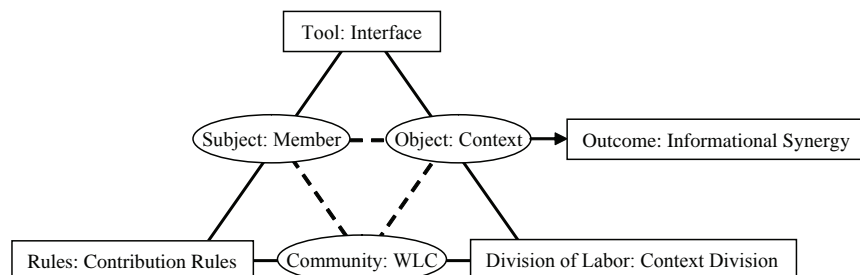 Tool: Interface
Subject: Member
Object: Context
Outcome: Informational Synergy
Rules: Contribution Rules
Community: WLC
Division of Labor: Context Division